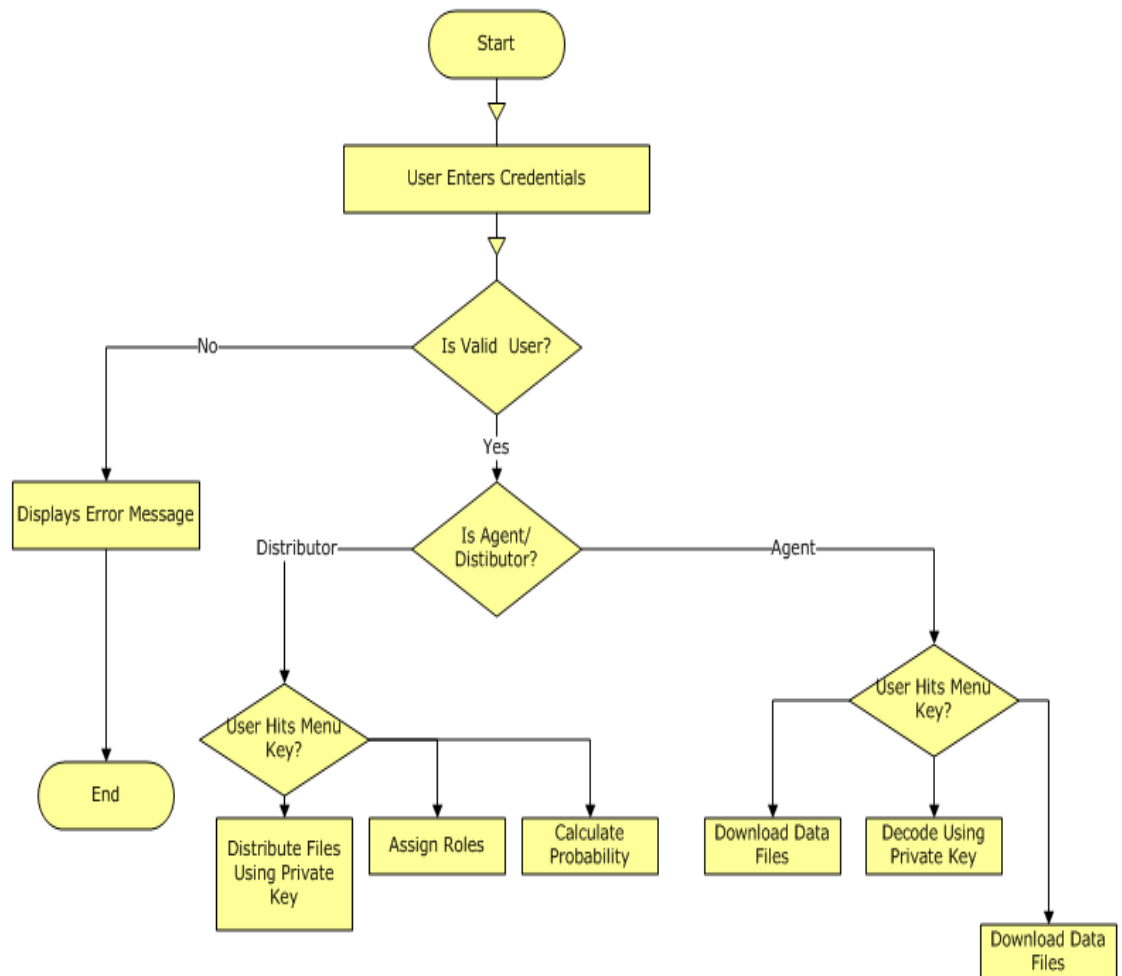 Start
User Enters Credentials
Is Valid User?
No
Yes
Displays Error Message
Is Agent/
Distibutor?
Distributor
Agent
User Hits Menu
Key?
User Hits Menu
Key?
End
Distribute Files
Using Private
Key
Assign Roles
Calculate
Probability
Download Data
Files
Decode Using
Private Key
Download Data
Files